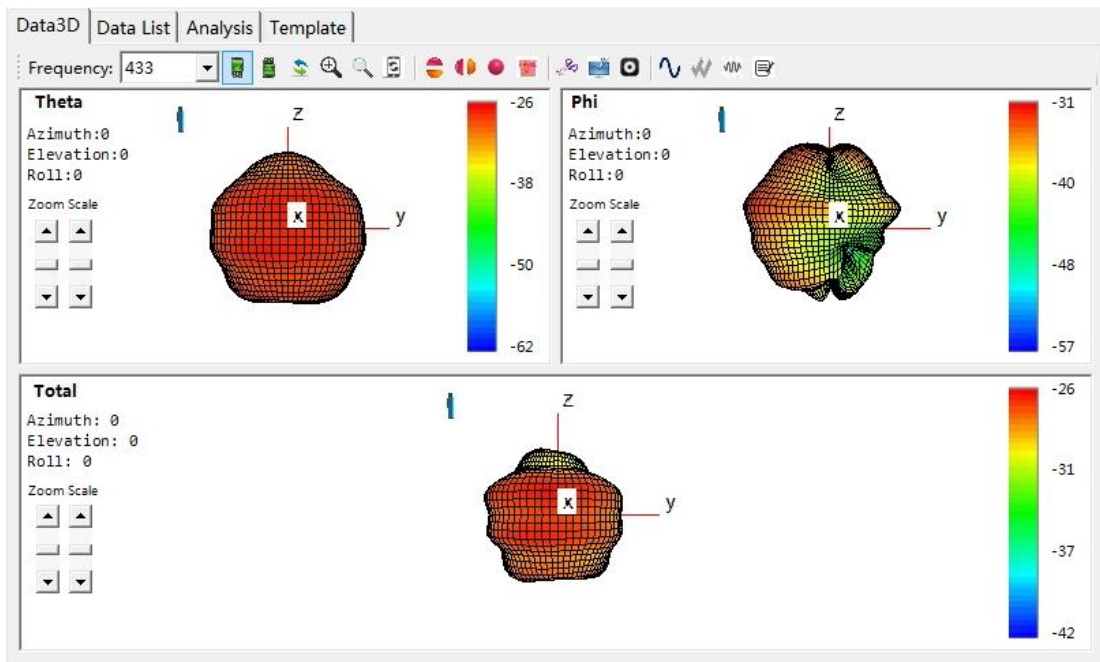 Data3D Data List Analysis Template
Frequency: 433
Theta
Azimuth:0
Elevation:0
Roll:0
Zoom Scale
Z
x
y
-26
-38
-50
-62
Phi
Azimuth:0
Elevation:0
Roll:0
Zoom Scale
Z
x
y
-31
-40
-48
-57
Total
Azimuth: 0
Elevation: 0
Roll: 0
Zoom Scale
Z
x
y
-26
-31
-37
-42